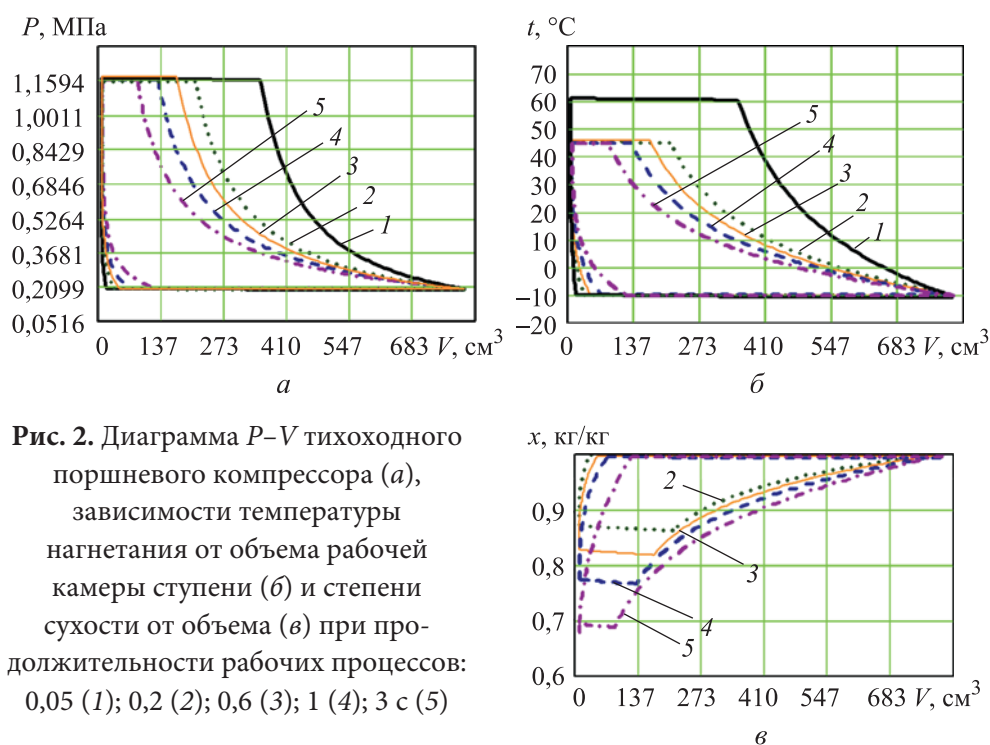 P, МПа
1,1594
1,0011
0,8429
0,6846
0,5264
0,3681
0,2099
0,0516
0 137 273 410 547 683 V, см³
5
4
3
2
1
а
t, °C
70
60
50
40
30
20
10
0
–10
–20
0 137 273 410 547 683 V, см³
5
4
3
2
1
б
Рис. 2. Диаграмма P–V тихоходного
поршневого компрессора (а),
зависимости температуры
нагнетания от объема рабочей
камеры ступени (б) и степени
сухости от объема (в) при про-
должительности рабочих процессов:
0,05 (1); 0,2 (2); 0,6 (3); 1 (4); 3 с (5)
x, кг/кг
0,9
0,8
0,7
0,6
0 137 273 410 547 683 V, см³
2
3
4
5
в